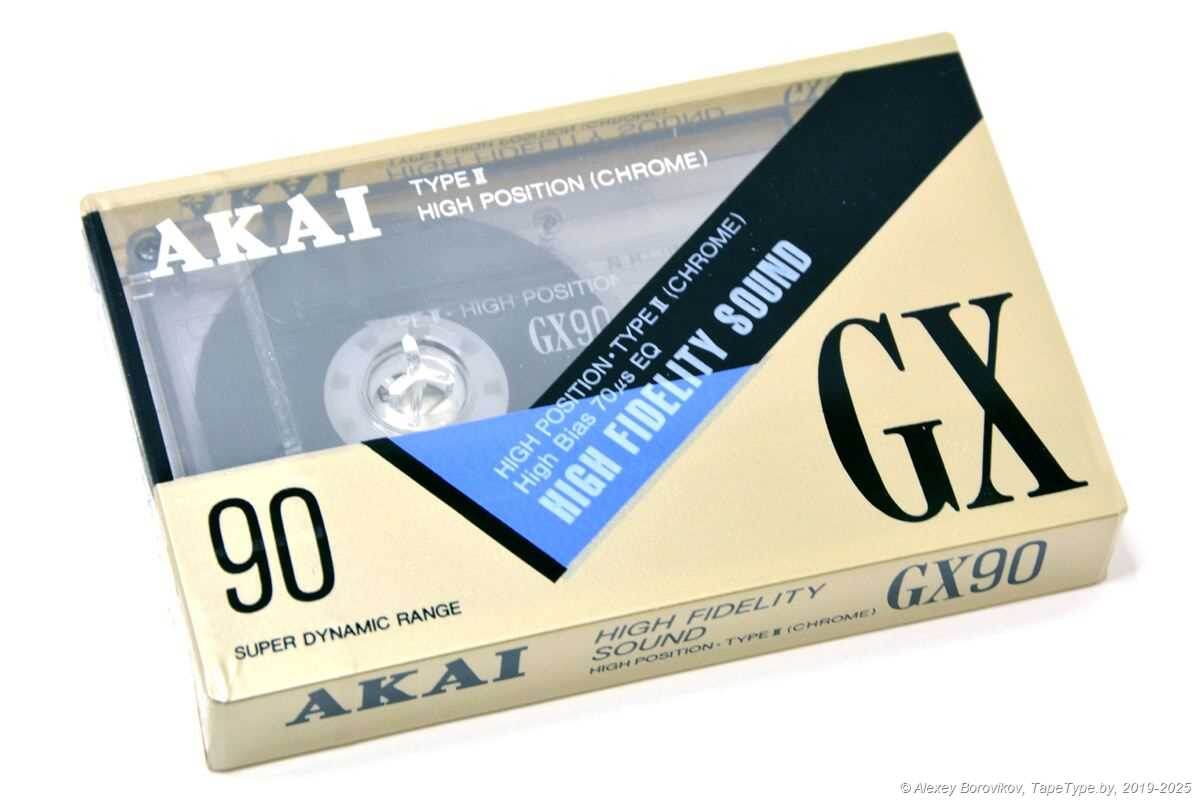 AKAI
TYPE II
HIGH POSITION (CHROME)
HIGH POSITION
GX90
HIGH POSITION • TYPE II (CHROME)
High Bias 70μs EQ
HIGH FIDELITY SOUND
GX
90
SUPER DYNAMIC RANGE
AKAI
HIGH FIDELITY
SOUND
HIGH POSITION • TYPE II (CHROME)
GX90
© Alexey Borovikov, TapeType.by, 2019-2025